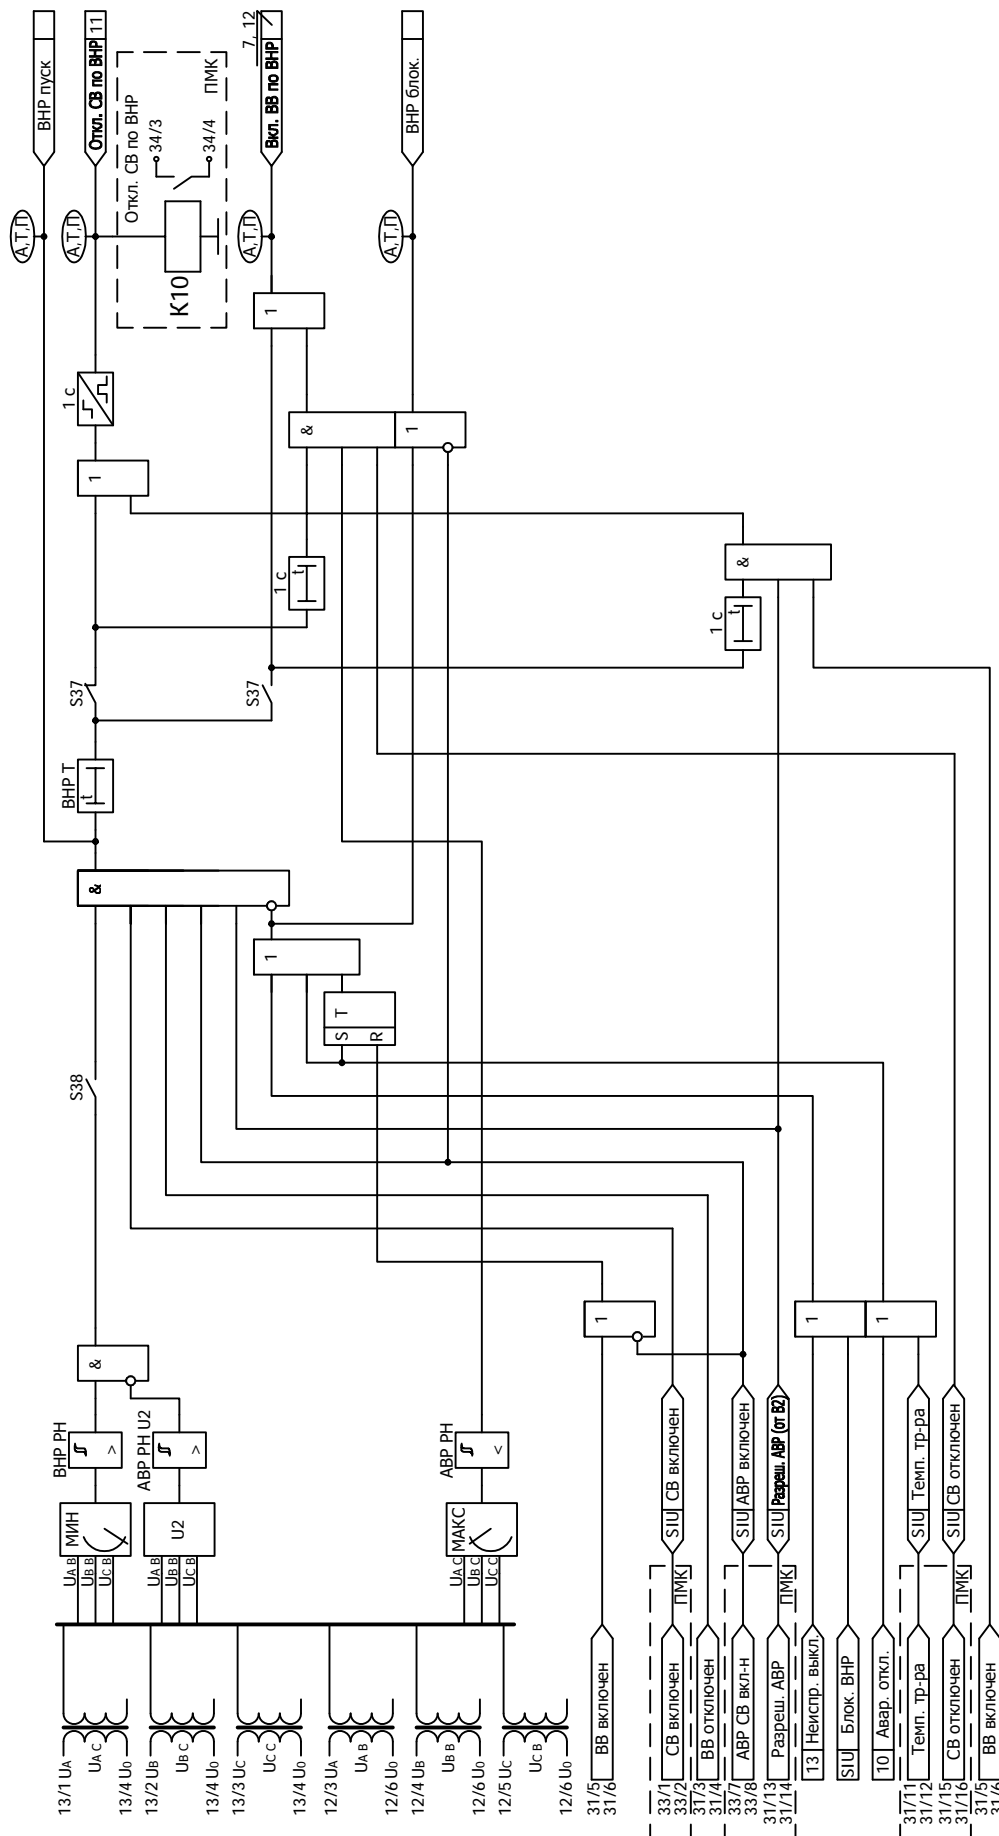 ВНР пуск
Откл. СВ по ВНР
11
7, 12
Вкл. ВВ по ВНР
ВНР блок.
Откл. СВ по ВНР
34/3
34/4
ПМК
А,Т,П
А,Т,П
А,Т,П
А,Т,П
К10
1
1 с
&
1
1
1 с
&
1 с
S37
S37
ВНР Т
t
t
t
&
1
T
S
R
S38
1
1
1
&
ВНР РН
>
АВР РН U2
>
АВР РН
<
МИН
U2
МАКС
UA B
UB B
UC B
UA B
UB B
UC B
UA C
UB C
UC C
SIU СВ включен
SIU АВР включен
SIU Разреш. АВР (от В2)
SIU Темп. тр-ра
SIU СВ отключен
ПМК
ПМК
ПМК
ВВ включен
СВ включен
ВВ отключен
АВР СВ вкл-н
Разреш. АВР
13 Неиспр. выкл.
SIU Блок. ВНР
10 Авар. откл.
Темп. тр-ра
СВ отключен
ВВ включен
13/1 UA
UA C
13/4 U0
13/2 UB
UB C
13/4 U0
13/3 UC
UC C
13/4 U0
12/3 UA
UA B
12/6 U0
12/4 UB
UB B
12/6 U0
12/5 UC
UC B
12/6 U0
31/5
31/6
33/1
33/2
31/3
31/4
33/7
33/8
31/13
31/14
31/11
31/12
31/15
31/16
31/5
31/6